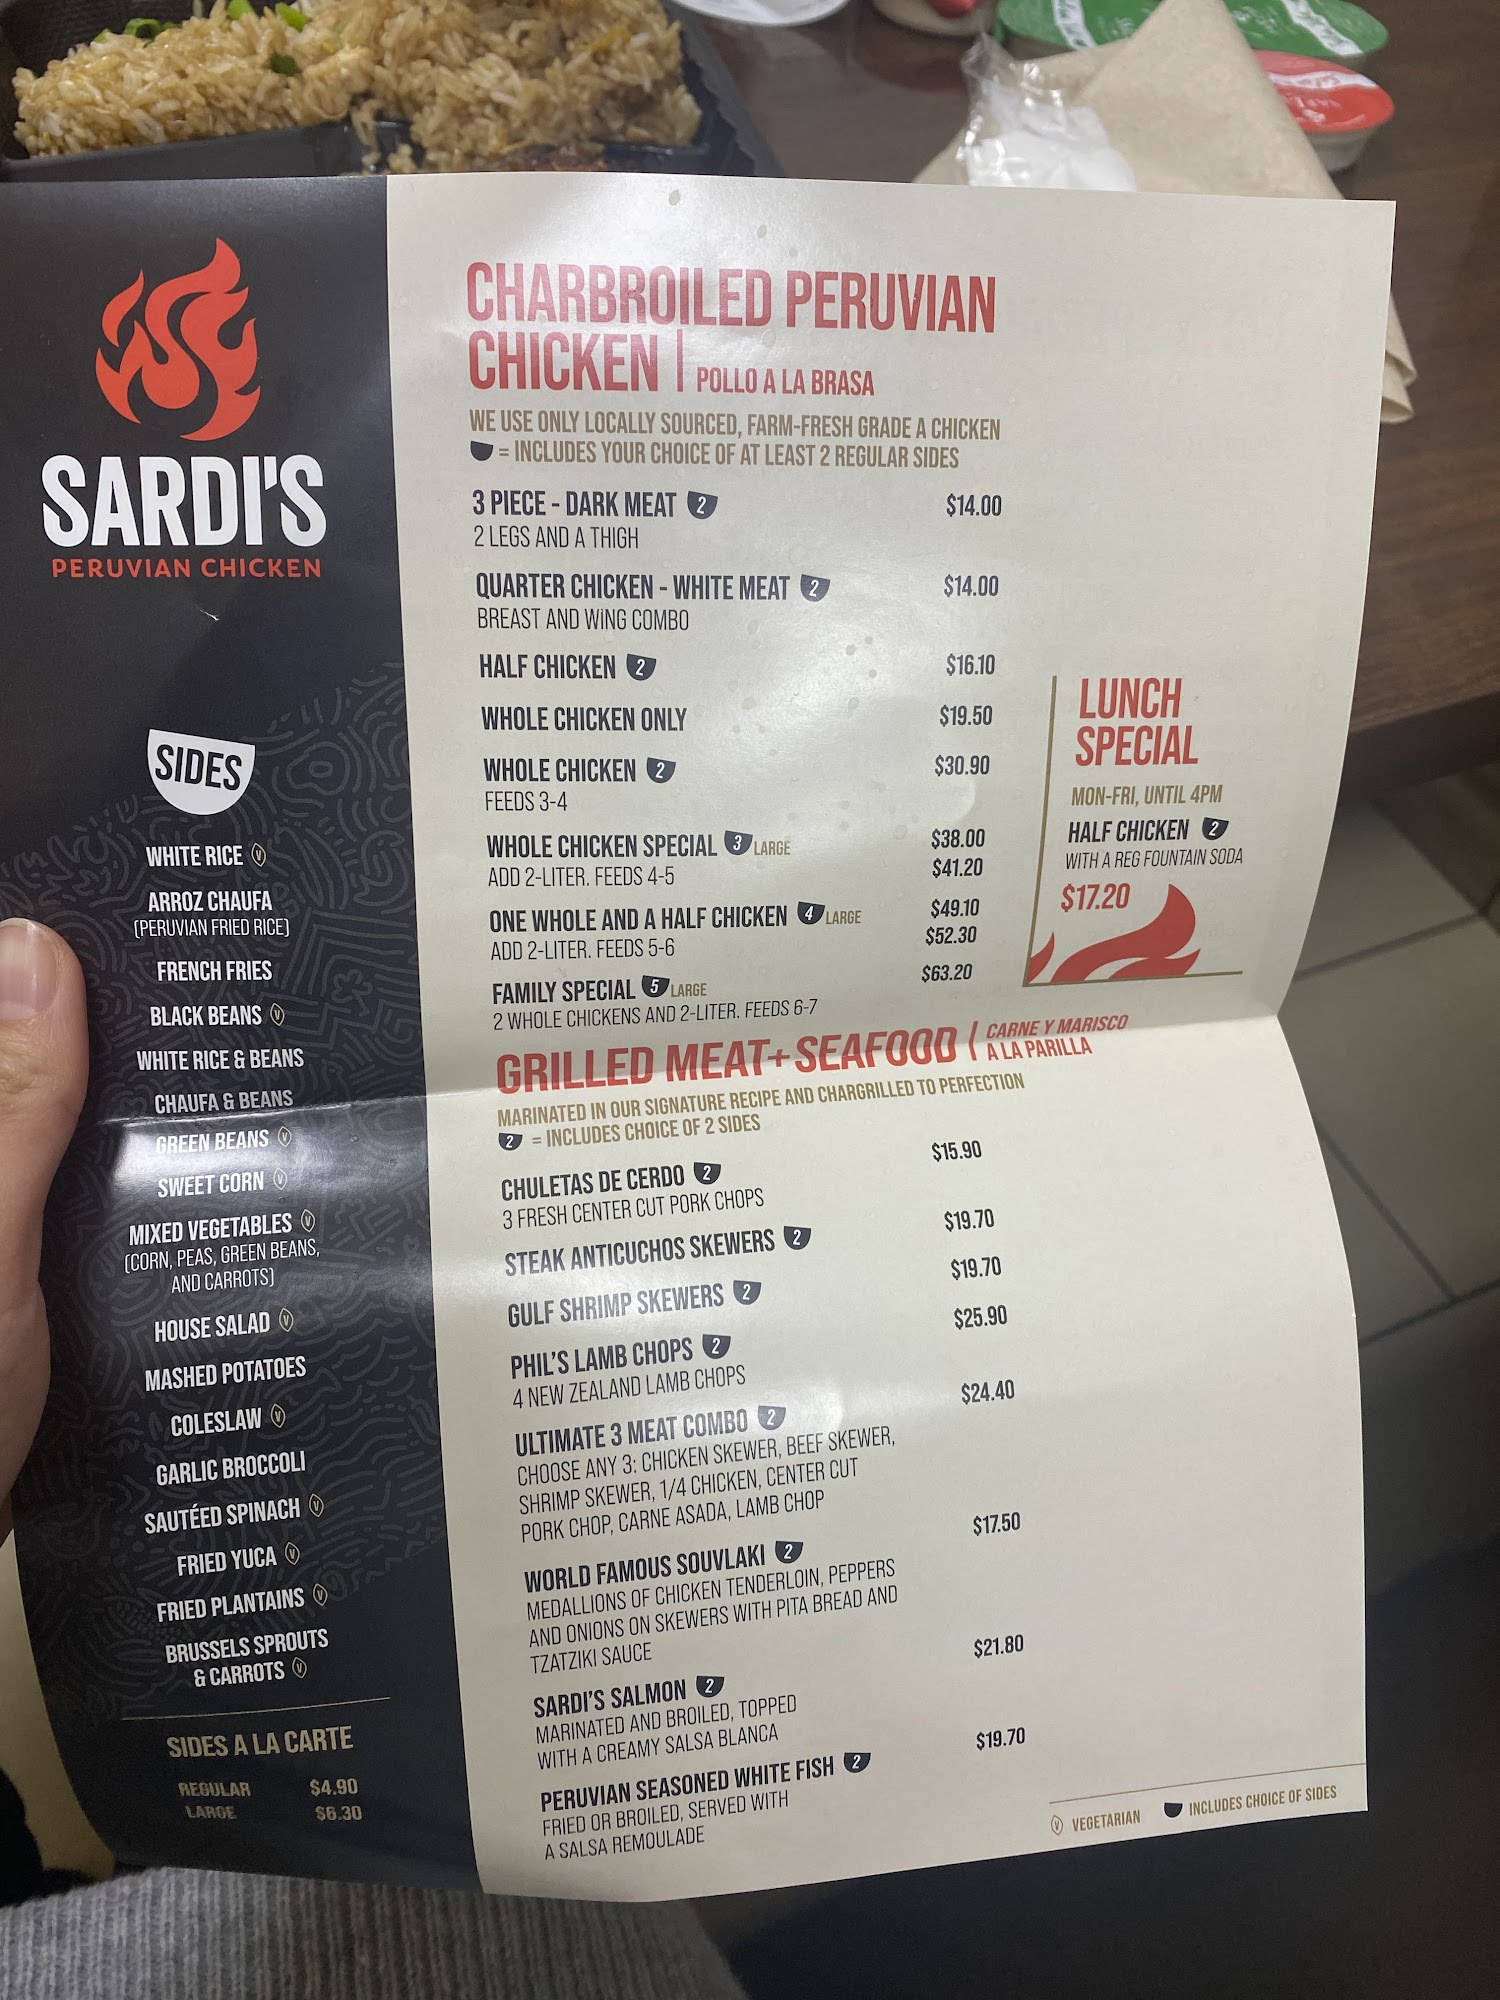 SARDI'S
PERUVIAN CHICKEN
SIDES
WHITE RICE V
ARROZ CHAUFA
(PERUVIAN FRIED RICE)
FRENCH FRIES
BLACK BEANS V
WHITE RICE & BEANS
CHAUFA & BEANS
GREEN BEANS V
SWEET CORN V
MIXED VEGETABLES V
(CORN, PEAS, GREEN BEANS,
AND CARROTS)
HOUSE SALAD V
MASHED POTATOES
COLESLAW V
GARLIC BROCCOLI
SAUTÉED SPINACH V
FRIED YUCA V
FRIED PLANTAINS V
BRUSSELS SPROUTS
& CARROTS V
SIDES A LA CARTE
REGULAR $4.90
LARGE $6.30
CHARBROILED PERUVIAN
CHICKEN | POLLO A LA BRASA
WE USE ONLY LOCALLY SOURCED, FARM-FRESH GRADE A CHICKEN
= INCLUDES YOUR CHOICE OF AT LEAST 2 REGULAR SIDES
3 PIECE - DARK MEAT 2 $14.00
2 LEGS AND A THIGH
QUARTER CHICKEN - WHITE MEAT 2 $14.00
BREAST AND WING COMBO
HALF CHICKEN 2 $16.10
WHOLE CHICKEN ONLY $19.50
WHOLE CHICKEN 2 $30.90
FEEDS 3-4
WHOLE CHICKEN SPECIAL 3 LARGE $38.00
ADD 2-LITER. FEEDS 4-5 $41.20
ONE WHOLE AND A HALF CHICKEN 4 LARGE $49.10
ADD 2-LITER. FEEDS 5-6 $52.30
FAMILY SPECIAL 5 LARGE $63.20
2 WHOLE CHICKENS AND 2-LITER. FEEDS 6-7
LUNCH
SPECIAL
MON-FRI, UNTIL 4PM
HALF CHICKEN 2
WITH A REG FOUNTAIN SODA
$17.20
GRILLED MEAT+ SEAFOOD | CARNE Y MARISCO
A LA PARILLA
MARINATED IN OUR SIGNATURE RECIPE AND CHARGRILLED TO PERFECTION
2 = INCLUDES CHOICE OF 2 SIDES
CHULETAS DE CERDO 2 $15.90
3 FRESH CENTER CUT PORK CHOPS
STEAK ANTICUCHOS SKEWERS 2 $19.70
GULF SHRIMP SKEWERS 2 $19.70
PHIL'S LAMB CHOPS 2 $25.90
4 NEW ZEALAND LAMB CHOPS
ULTIMATE 3 MEAT COMBO 2 $24.40
CHOOSE ANY 3: CHICKEN SKEWER, BEEF SKEWER,
SHRIMP SKEWER, 1/4 CHICKEN, CENTER CUT
PORK CHOP, CARNE ASADA, LAMB CHOP
WORLD FAMOUS SOUVLAKI 2 $17.50
MEDALLIONS OF CHICKEN TENDERLOIN, PEPPERS
AND ONIONS ON SKEWERS WITH PITA BREAD AND
TZATZIKI SAUCE
SARDI'S SALMON 2 $21.80
MARINATED AND BROILED, TOPPED
WITH A CREAMY SALSA BLANCA
PERUVIAN SEASONED WHITE FISH 2 $19.70
FRIED OR BROILED, SERVED WITH
A SALSA REMOULADE
V VEGETARIAN INCLUDES CHOICE OF SIDES